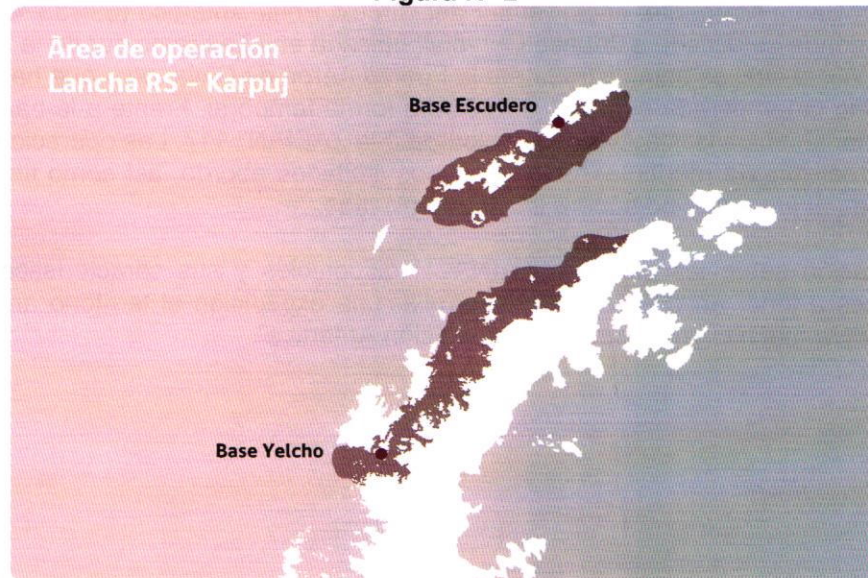 Área de operación
Lancha RS - Karpuj
Base Escudero
Base Yelcho